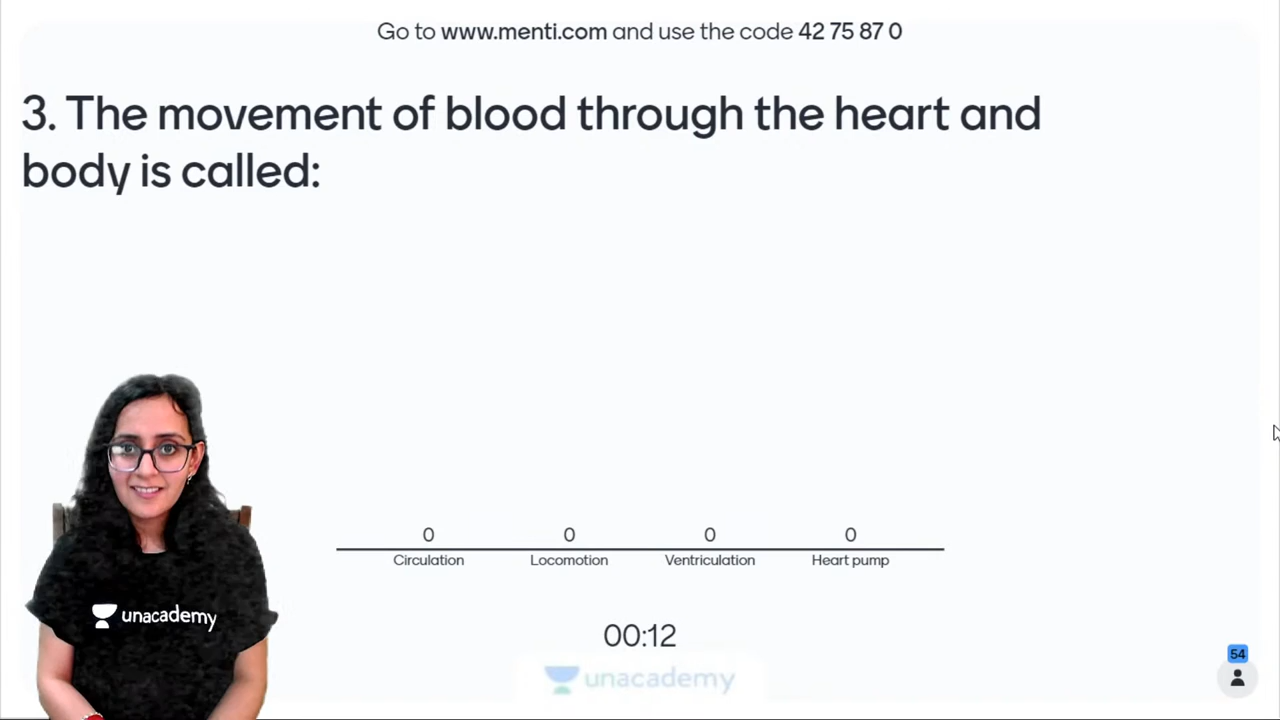 Go to www.menti.com and use the code 42 75 87 0
3. The movement of blood through the heart and
body is called:
0 0 0 0
Circulation Locomotion Ventriculation Heart pump
unacademy
00:12
54
unacademy